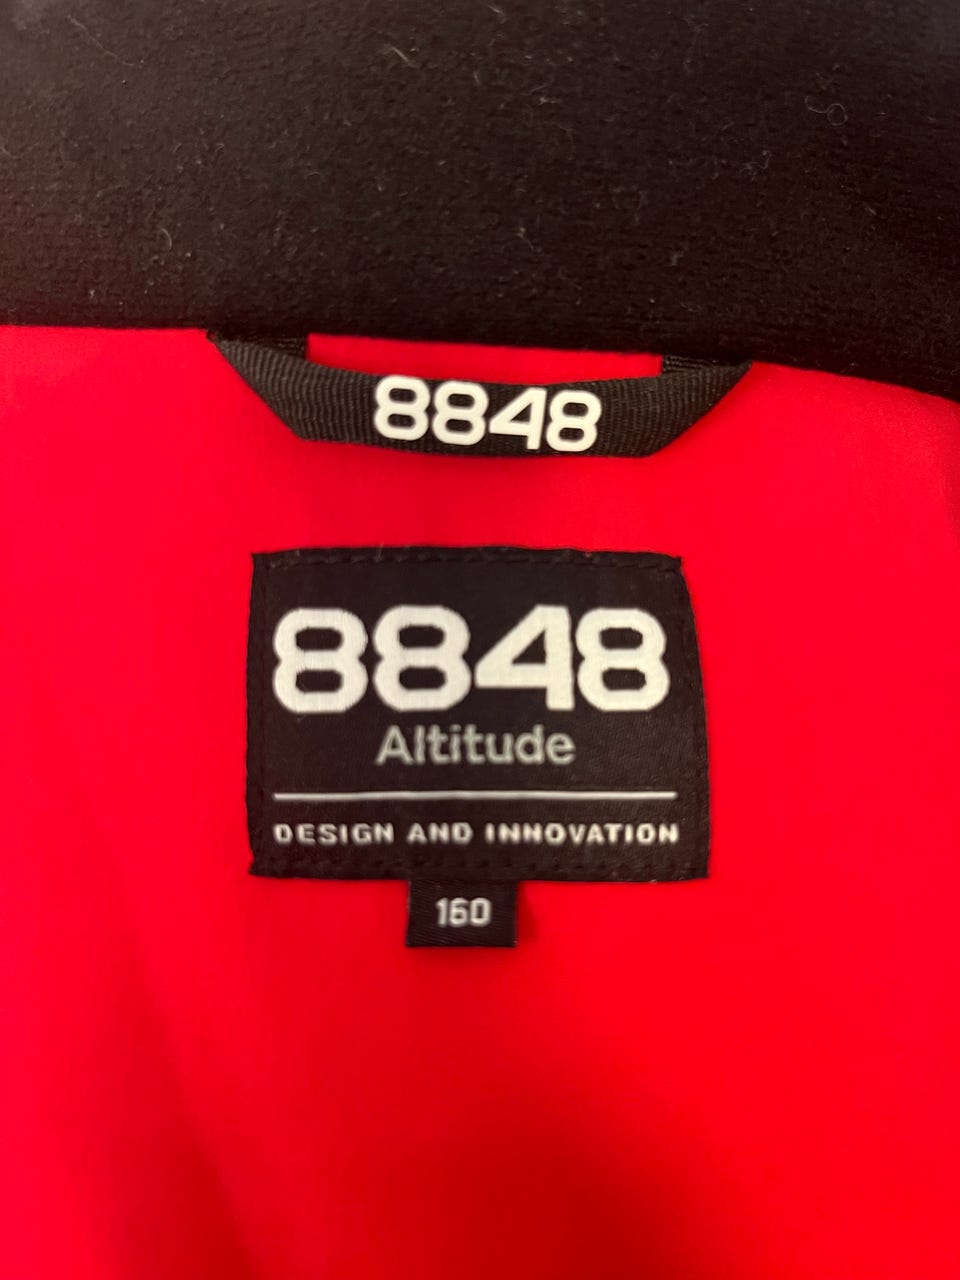 8848
8848
Altitude
DESIGN AND INNOVATION
160